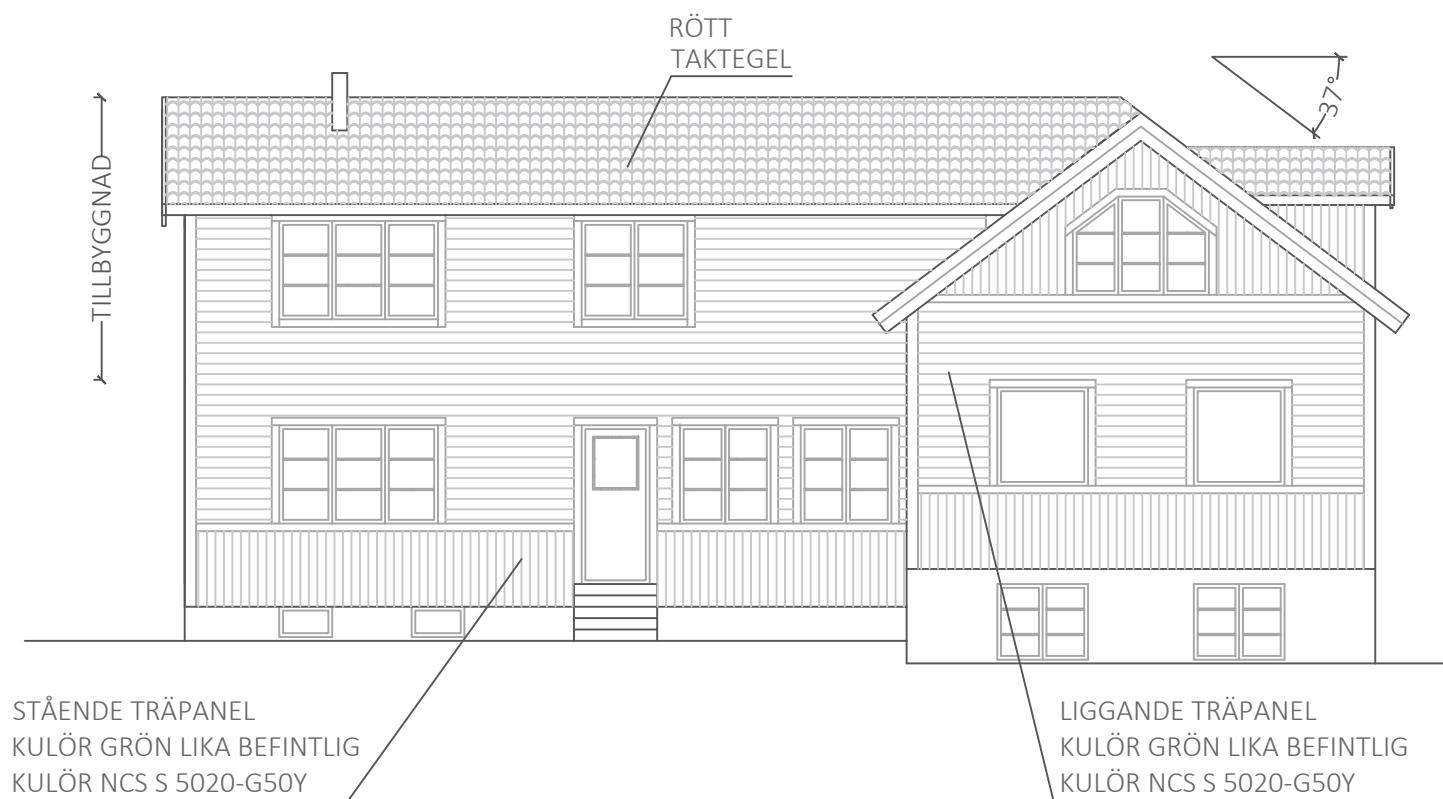 RÖTT
TAKTEGEL
37°
TILLBYGGNAD
STÅENDE TRÄPANEL
KULÖR GRÖN LIKA BEFINTLIG
KULÖR NCS S 5020-G50Y
LIGGANDE TRÄPANEL
KULÖR GRÖN LIKA BEFINTLIG
KULÖR NCS S 5020-G50Y